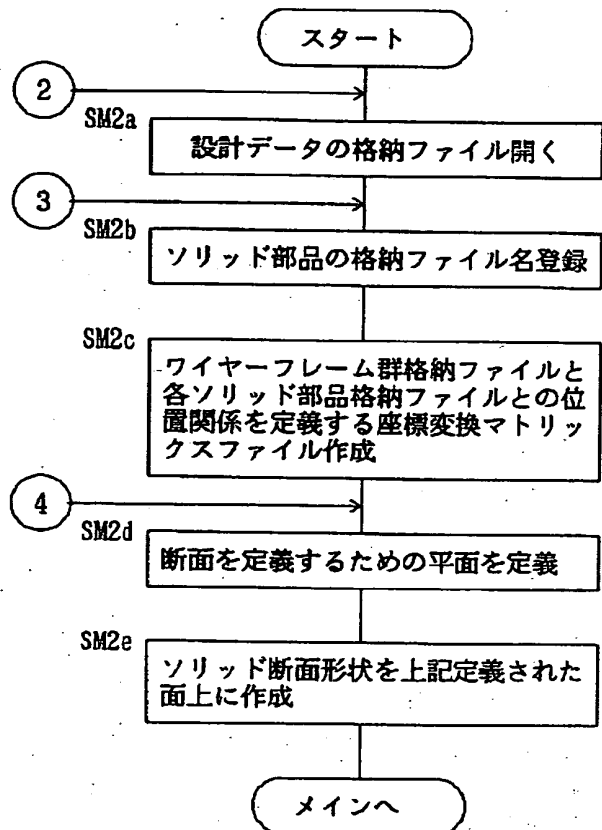 スタート
2
SM2a
設計データの格納ファイル開く
3
SM2b
ソリッド部品の格納ファイル名登録
SM2c
ワイヤーフレーム群格納ファイルと
各ソリッド部品格納ファイルとの位
置関係を定義する座標変換マトリッ
クスファイル作成
4
SM2d
断面を定義するための平面を定義
SM2e
ソリッド断面形状を上記定義された
面上に作成
メインへ